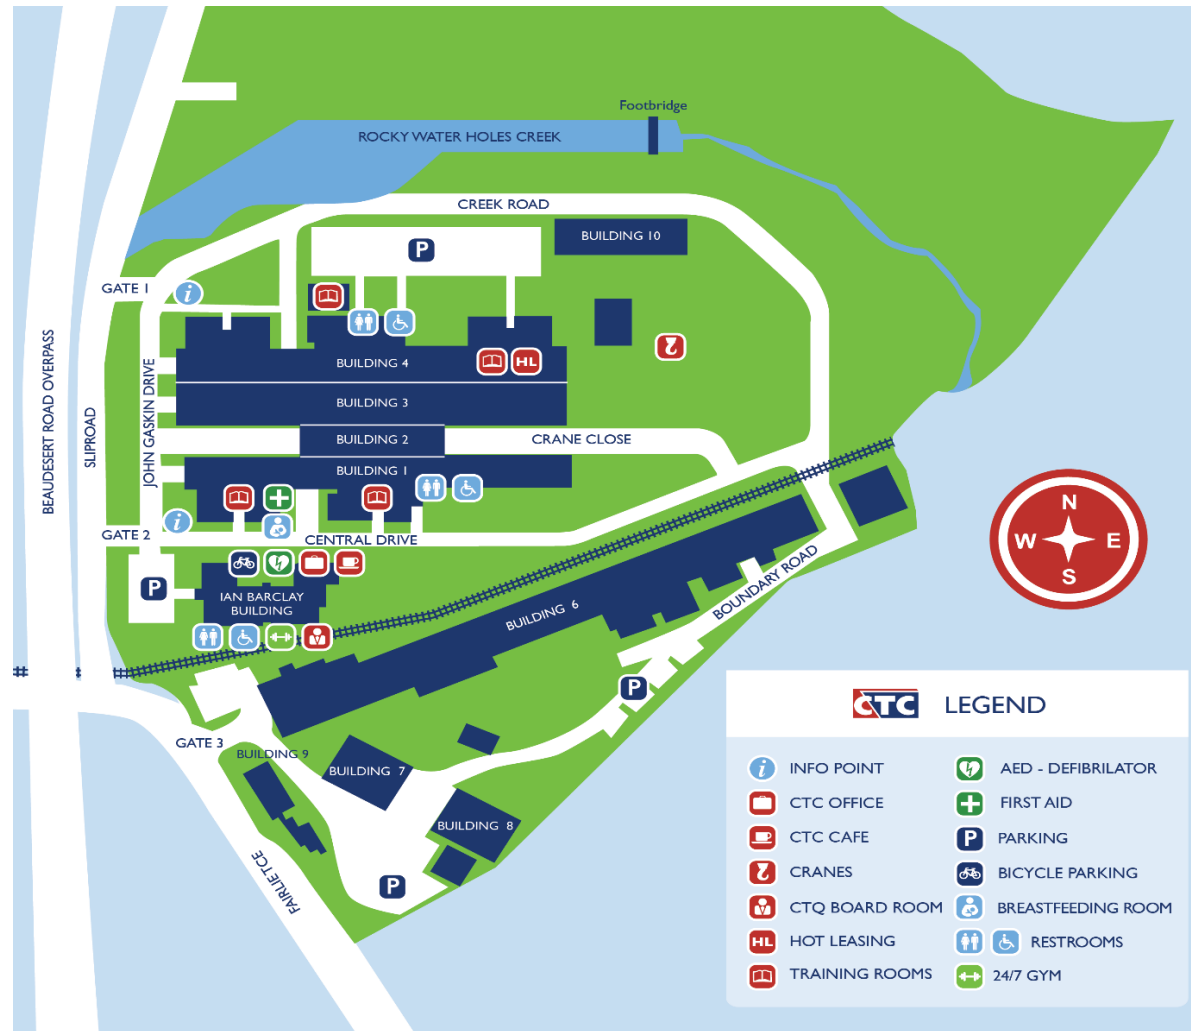 Footbridge
ROCKY WATER HOLES CREEK
CREEK ROAD
BUILDING 10
P
GATE 1
i
BEAUDESERT ROAD OVERPASS
SLIPROAD
JOHN GASKIN DRIVE
BUILDING 4
HL
BUILDING 3
BUILDING 2
CRANE CLOSE
BUILDING 1
i
GATE 2
CENTRAL DRIVE
P
IAN BARCLAY
BUILDING
BUILDING 6
BOUNDARY ROAD
N
W
E
S
P
GATE 3
BUILDING 9
BUILDING 7
BUILDING 8
P
FAIRLIE TCE
CTC LEGEND
i INFO POINT
CTC OFFICE
CTC CAFE
CRANES
CTQ BOARD ROOM
HL HOT LEASING
TRAINING ROOMS
AED - DEFIBRILATOR
FIRST AID
P PARKING
BICYCLE PARKING
BREASTFEEDING ROOM
RESTROOMS
24/7 GYM